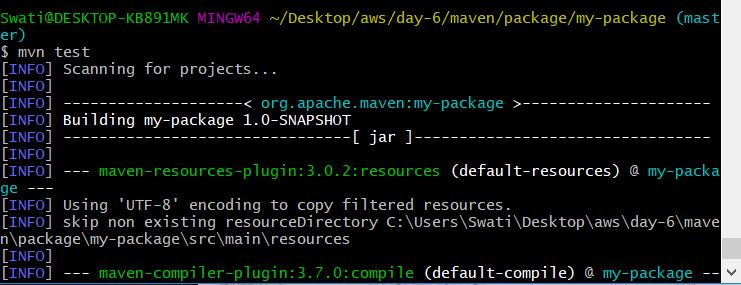 Swati@DESKTOP-KB891MK MINGW64 ~/Desktop/aws/day-6/maven/package/my-package (mast
er)
$ mvn test
[INFO] Scanning for projects...
[INFO]
[INFO] --------------------< org.apache.maven:my-package >---------------------
[INFO] Building my-package 1.0-SNAPSHOT
[INFO] --------------------------------[ jar ]---------------------------------
[INFO]
[INFO] --- maven-resources-plugin:3.0.2:resources (default-resources) @ my-packa
ge ---
[INFO] Using 'UTF-8' encoding to copy filtered resources.
[INFO] skip non existing resourceDirectory C:\Users\Swati\Desktop\aws\day-6\mave
n\package\my-package\src\main\resources
[INFO]
[INFO] --- maven-compiler-plugin:3.7.0:compile (default-compile) @ my-package --